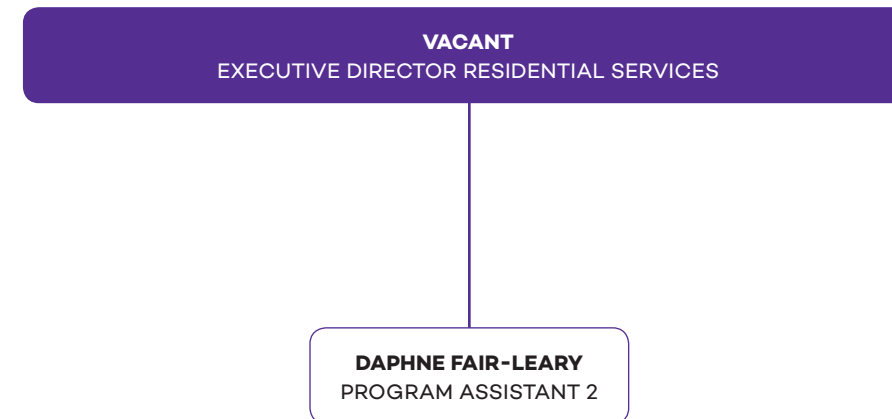 VACANT
EXECUTIVE DIRECTOR RESIDENTIAL SERVICES
DAPHNE FAIR-LEARY
PROGRAM ASSISTANT 2